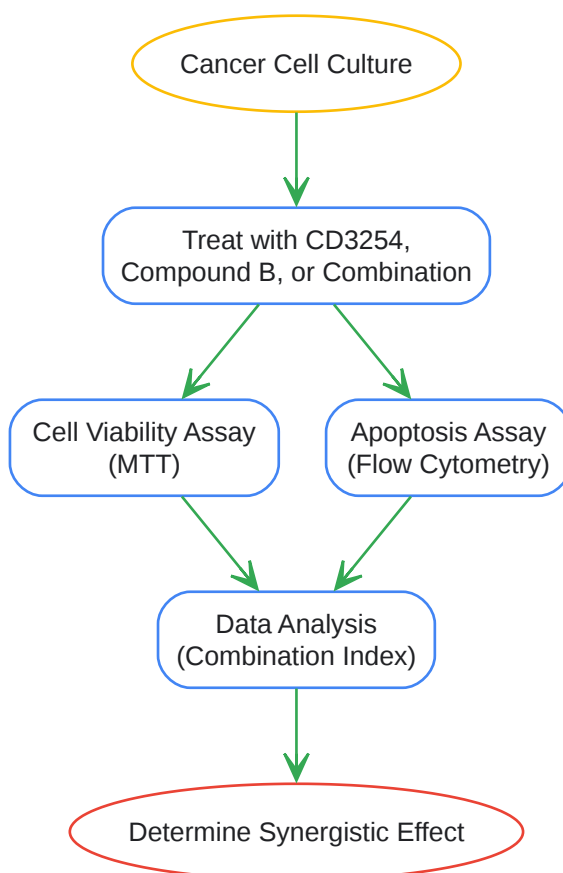 Cancer Cell Culture
Treat with CD3254,
Compound B, or Combination
Cell Viability Assay
(MTT)
Apoptosis Assay
(Flow Cytometry)
Data Analysis
(Combination Index)
Determine Synergistic Effect